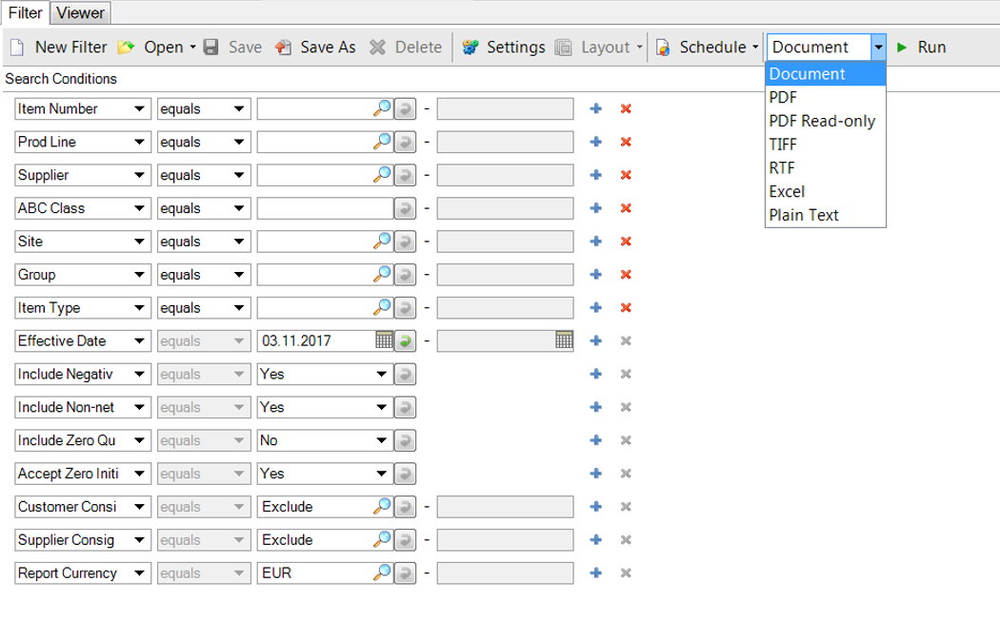 Filter Viewer
New Filter Open Save Save As Delete Settings Layout Schedule Document Run
Search Conditions
Document
PDF
PDF Read-only
TIFF
RTF
Excel
Plain Text
Item Number equals -
Prod Line equals -
Supplier equals -
ABC Class equals -
Site equals -
Group equals -
Item Type equals -
Effective Date equals 03.11.2017 -
Include Negativ equals Yes
Include Non-net equals Yes
Include Zero Qu equals No
Accept Zero Initi equals Yes
Customer Consi equals Exclude -
Supplier Consig equals Exclude -
Report Currency equals EUR -